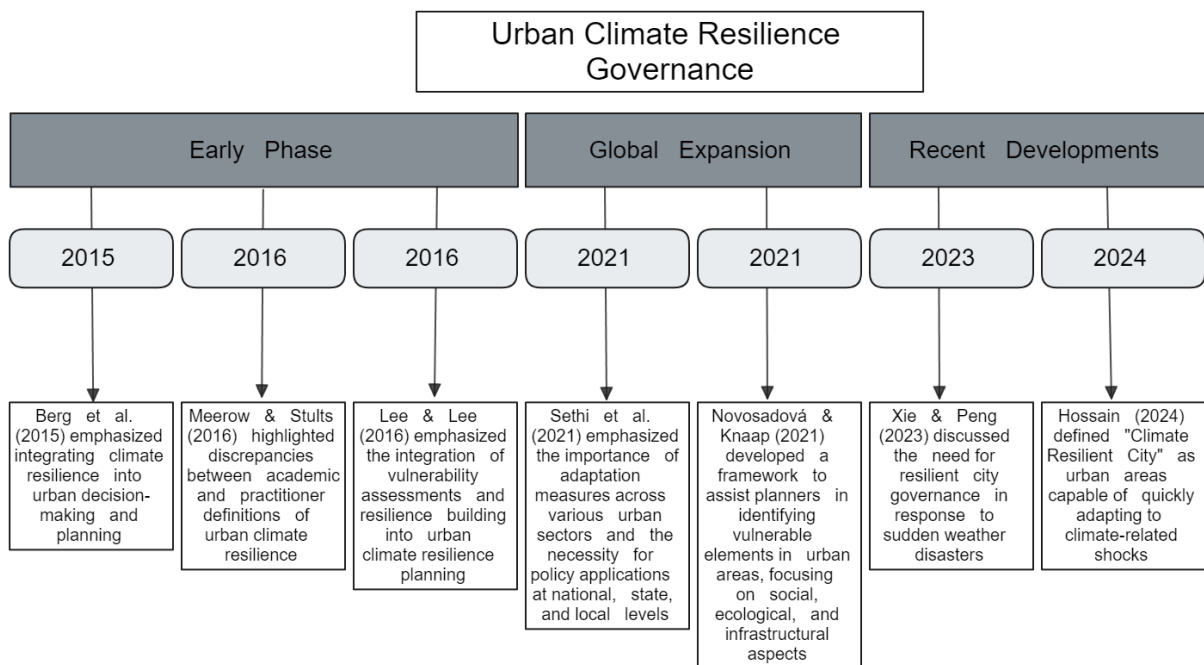 Urban Climate Resilience
Governance
Early Phase
Global Expansion
Recent Developments
2015
2016
2016
2021
2021
2023
2024
Berg et al.
(2015) emphasized
integrating climate
resilience into
urban decision-
making and
planning
Meerow & Stults
(2016) highlighted
discrepancies
between academic
and practitioner
definitions of
urban climate
resilience
Lee & Lee
(2016) emphasized
the integration of
vulnerability
assessments and
resilience building
into urban
climate resilience
planning
Sethi et al.
(2021) emphasized
the importance of
adaptation
measures across
various urban
sectors and the
necessity for
policy applications
at national, state,
and local levels
Novosadová &
Knaap (2021)
developed a
framework to
assist planners in
identifying
vulnerable
elements in urban
areas, focusing
on social,
ecological, and
infrastructural
aspects
Xie & Peng
(2023) discussed
the need for
resilient city
governance in
response to
sudden weather
disasters
Hossain (2024)
defined "Climate
Resilient City" as
urban areas
capable of quickly
adapting to
climate-related
shocks